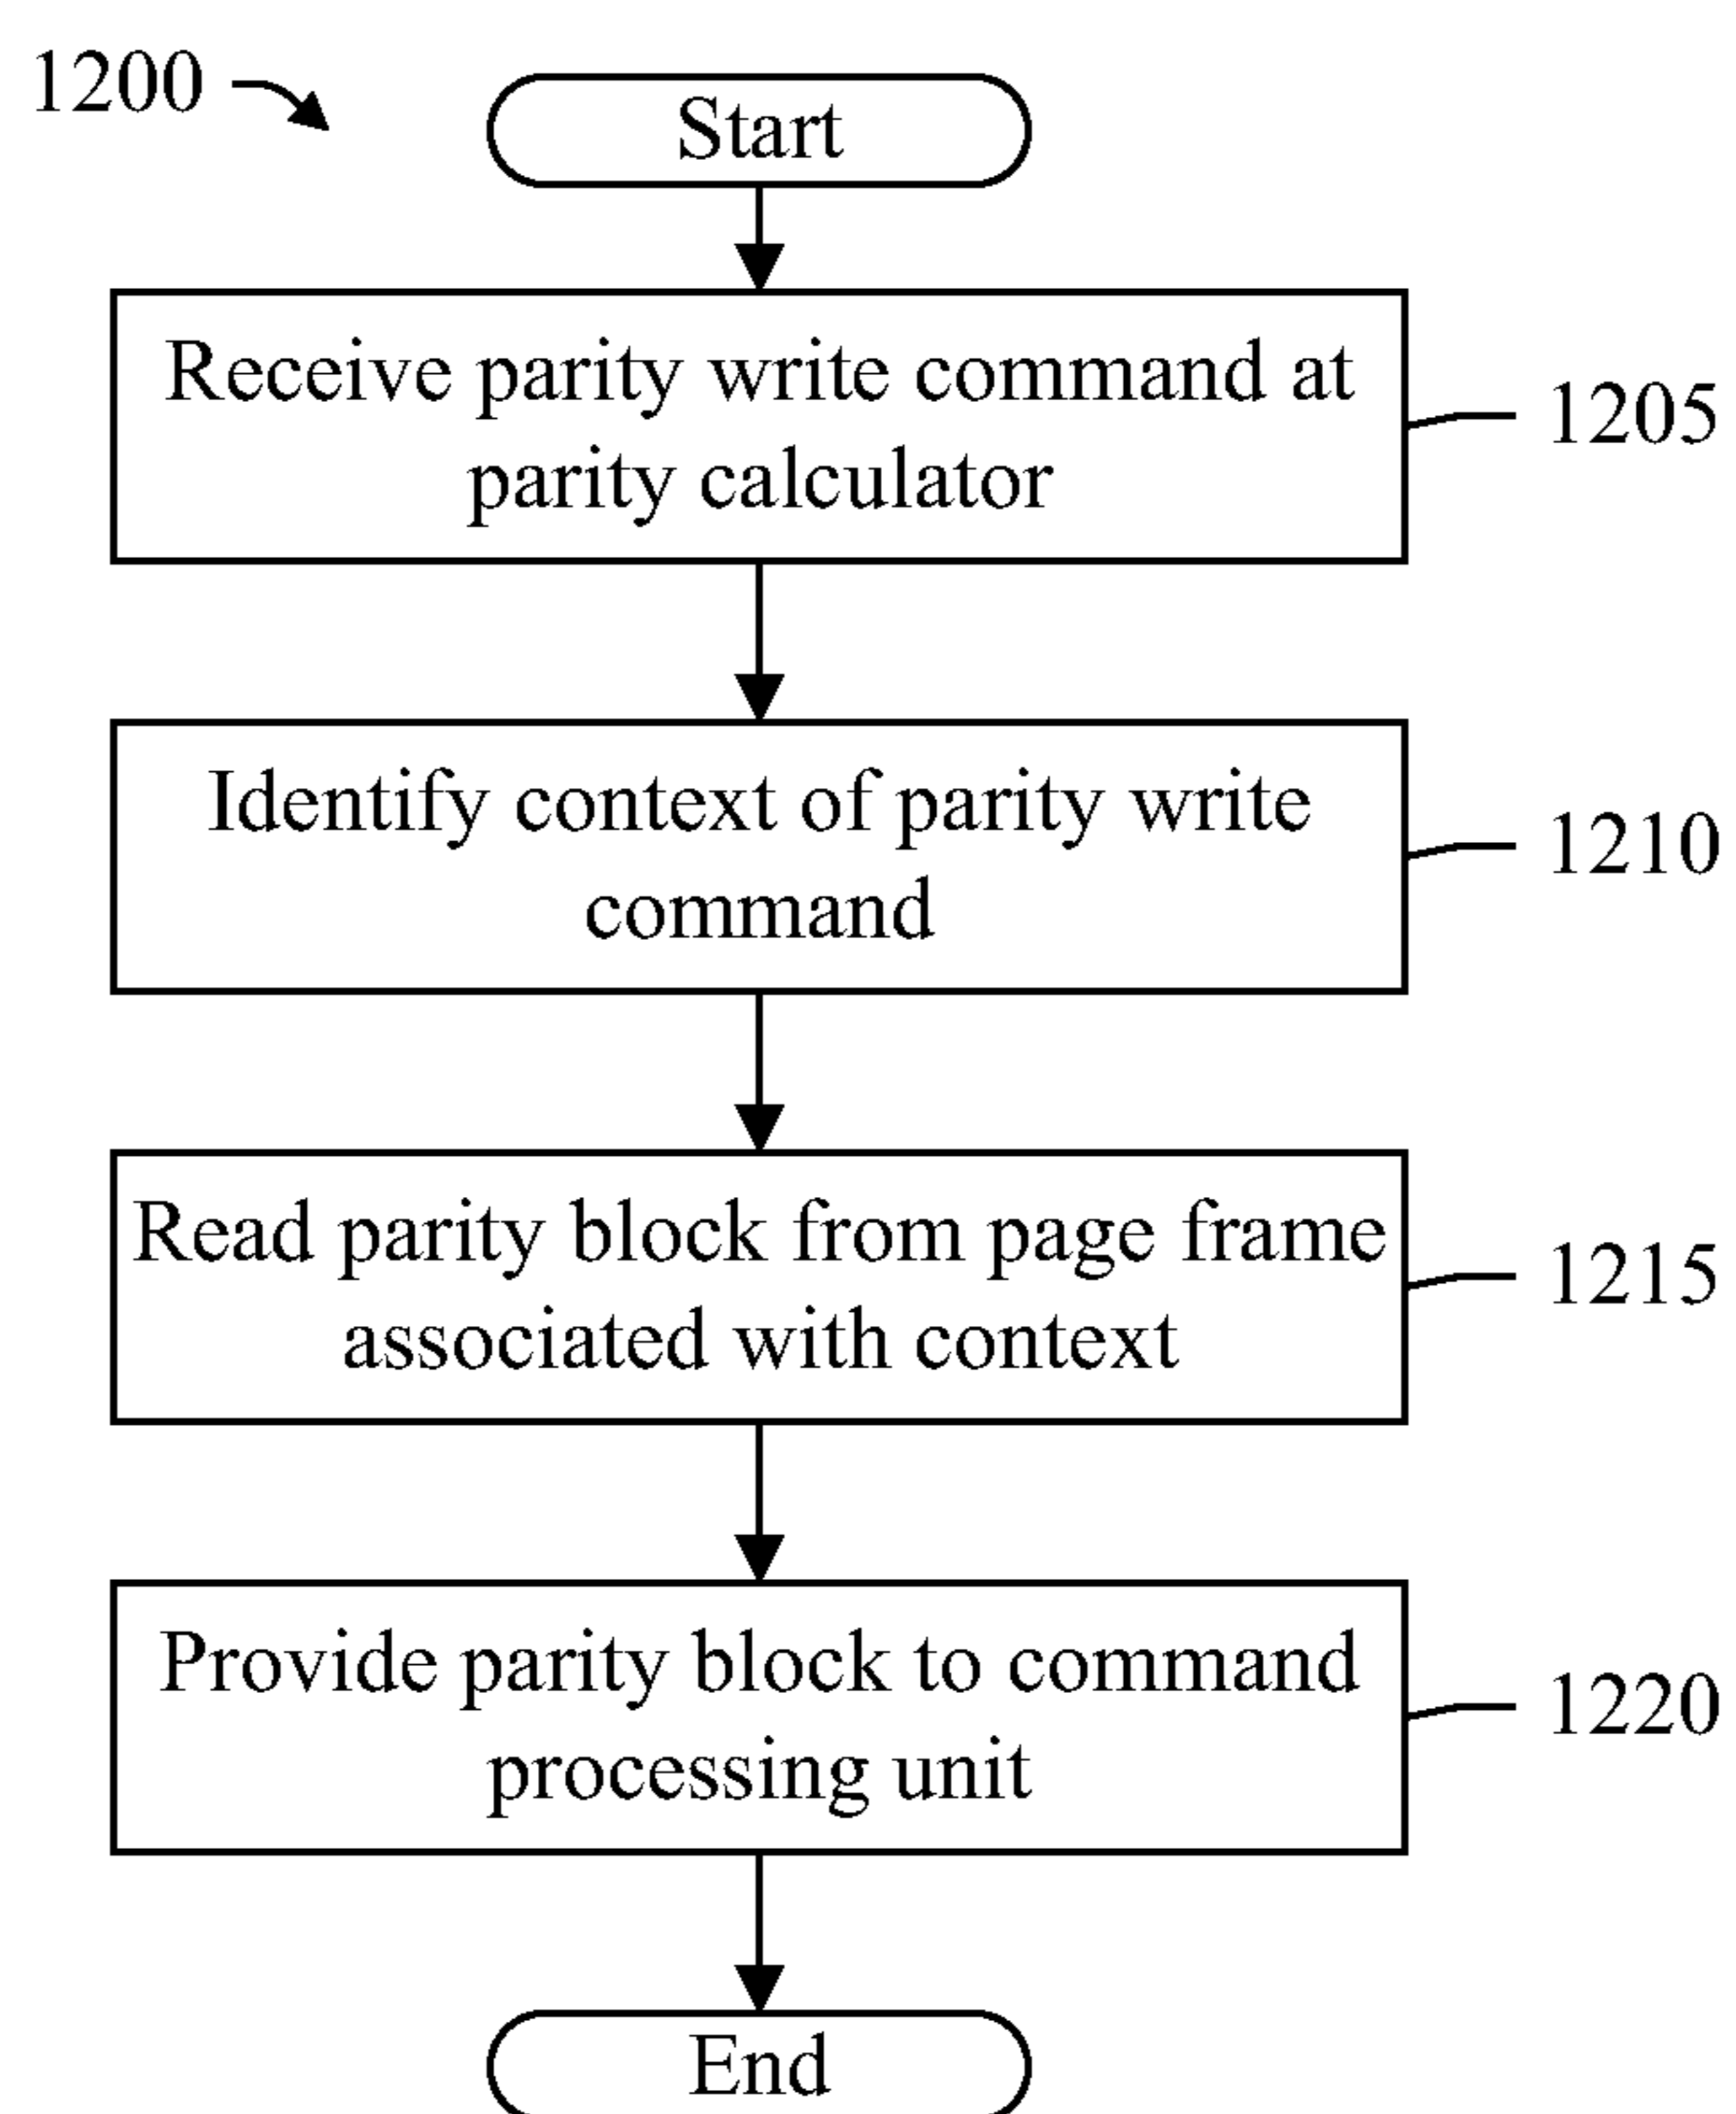 1200
Start
Receive parity write command at
parity calculator
1205
Identify context of parity write
command
1210
Read parity block from page frame
associated with context
1215
Provide parity block to command
processing unit
1220
End